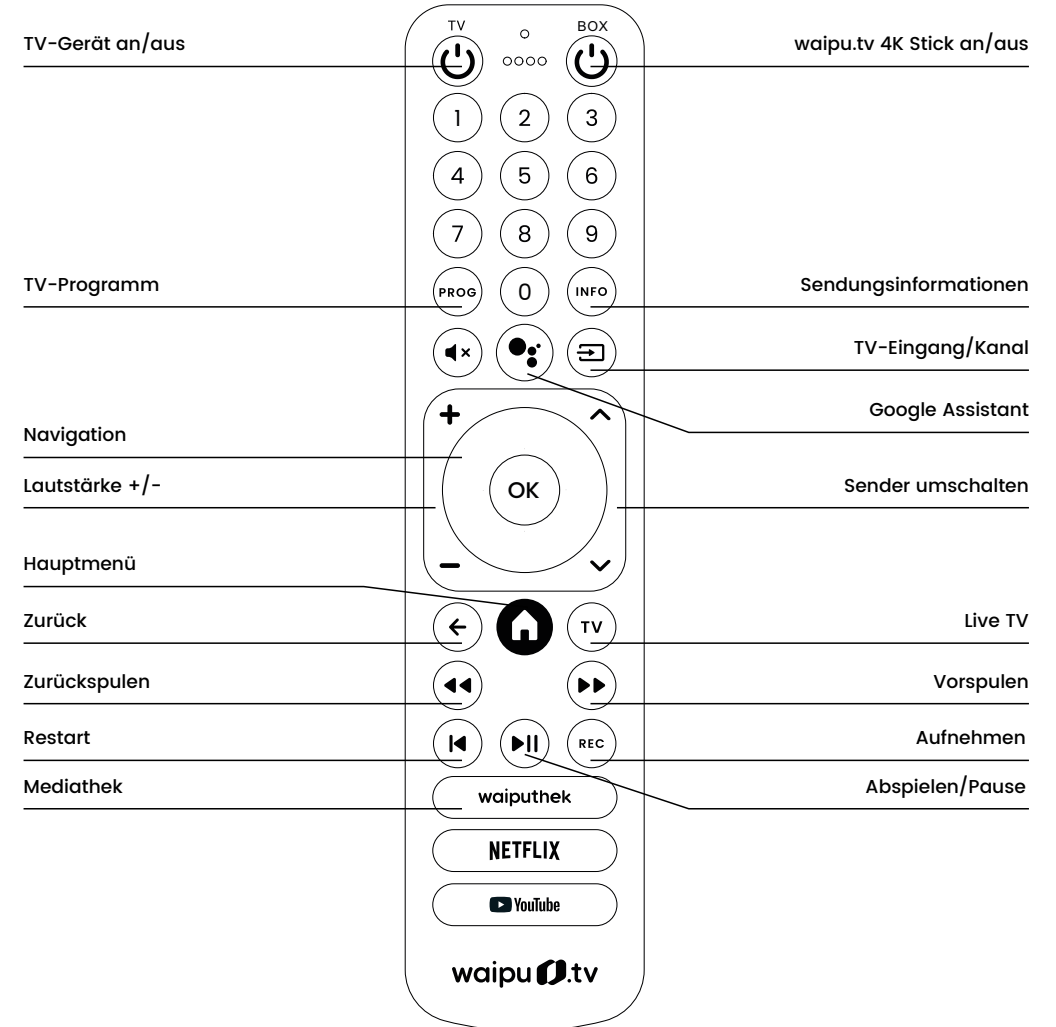 TV
BOX
TV-Gerät an/aus
waipu.tv 4K Stick an/aus
1
2
3
4
5
6
7
8
9
TV-Programm
PROG
0
INFO
Sendungsinformationen
TV-Eingang/Kanal
Google Assistant
Navigation
Lautstärke +/-
OK
Sender umschalten
Hauptmenü
Zurück
TV
Live TV
Zurückspulen
Vorspulen
Restart
REC
Aufnehmen
Mediathek
waiputhek
Abspielen/Pause
NETFLIX
YouTube
waipu.tv